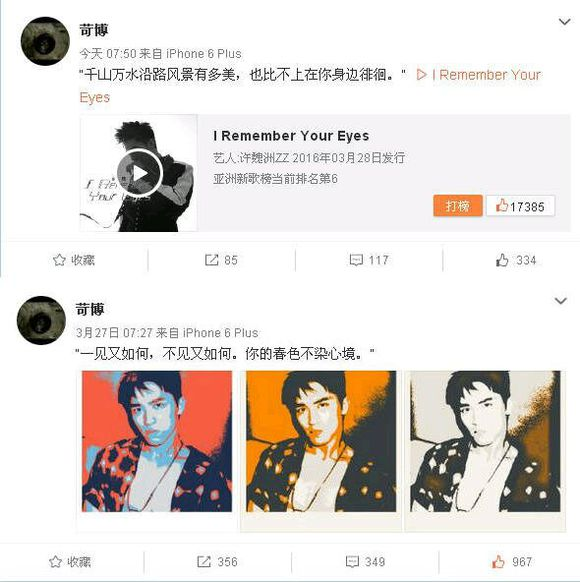 苛博
今天 07:50 来自 iPhone 6 Plus
"千山万水沿路风景有多美，也比不上在你身边徘徊。" I Remember Your
Eyes
I Remember Your Eyes
艺人:许魏洲ZZ 2016年03月28日发行
亚洲新歌榜当前排名第6
打榜 17385
收藏 85 117 334
苛博
3月27日 07:27 来自 iPhone 6 Plus
"一见又如何，不见又如何。你的春色不染心境。"
收藏 356 349 967